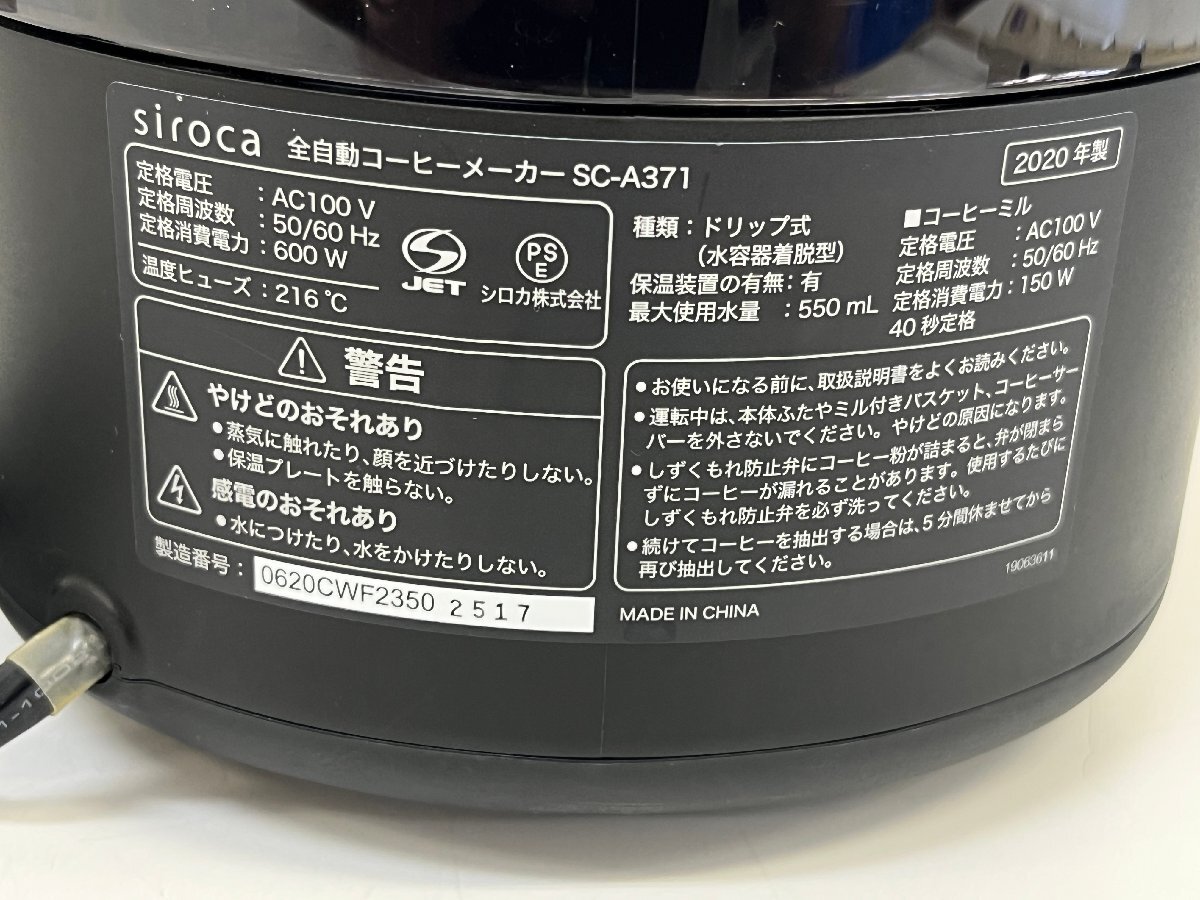 siroca 全自動コーヒーメーカー SC-A371
2020年製
定格電圧 : AC100 V
定格周波数 : 50/60 Hz
定格消費電力 : 600 W
温度ヒューズ : 216℃
JET
PSE
シロカ株式会社
種類 : ドリップ式
(水容器着脱型)
保温装置の有無 : 有
最大使用水量 : 550 mL
■コーヒーミル
定格電圧 : AC100 V
定格周波数 : 50/60 Hz
定格消費電力 : 150 W
40秒定格
警告
やけどのおそれあり
●蒸気に触れたり、顔を近づけたりしない。
●保温プレートを触らない。
感電のおそれあり
●水につけたり、水をかけたりしない。
●お使いになる前に、取扱説明書をよくお読みください。
●運転中は、本体ふたやミル付きバスケット、コーヒーサー
バーを外さないでください。やけどの原因になります。
●しずくもれ防止弁にコーヒー粉が詰まると、弁が閉まら
ずにコーヒーが漏れることがあります。使用するたびに
しずくもれ防止弁を必ず洗ってください。
●続けてコーヒーを抽出する場合は、5分間休ませてから
再び抽出してください。
19063611
製造番号 : 0620CWF2350 2517
MADE IN CHINA